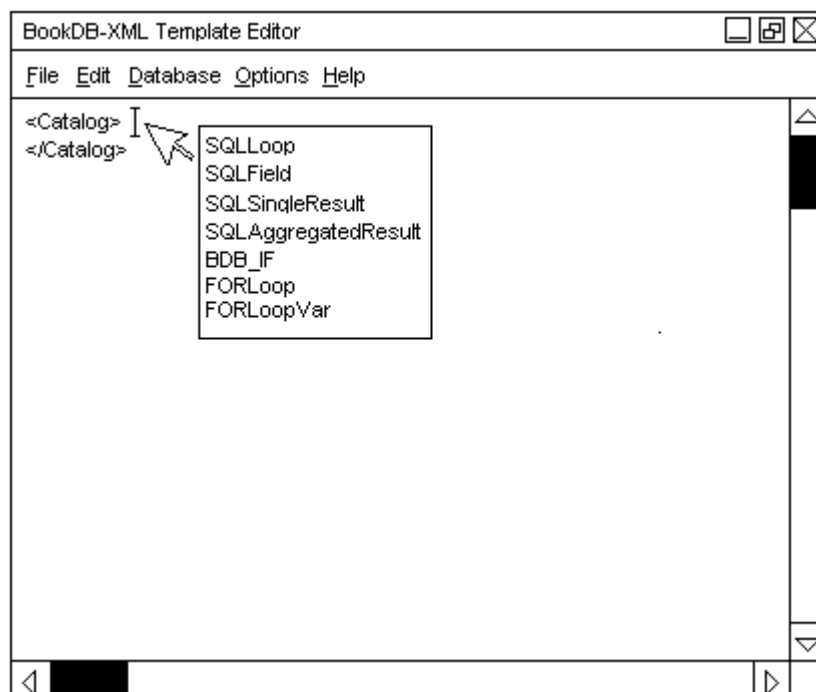 BookDB-XML Template Editor
File Edit Database Options Help
<Catalog>
</Catalog>
SQLLoop
SQLField
SQLSingleResult
SQLAggregatedResult
BDB_IF
FORLoop
FORLoopVar